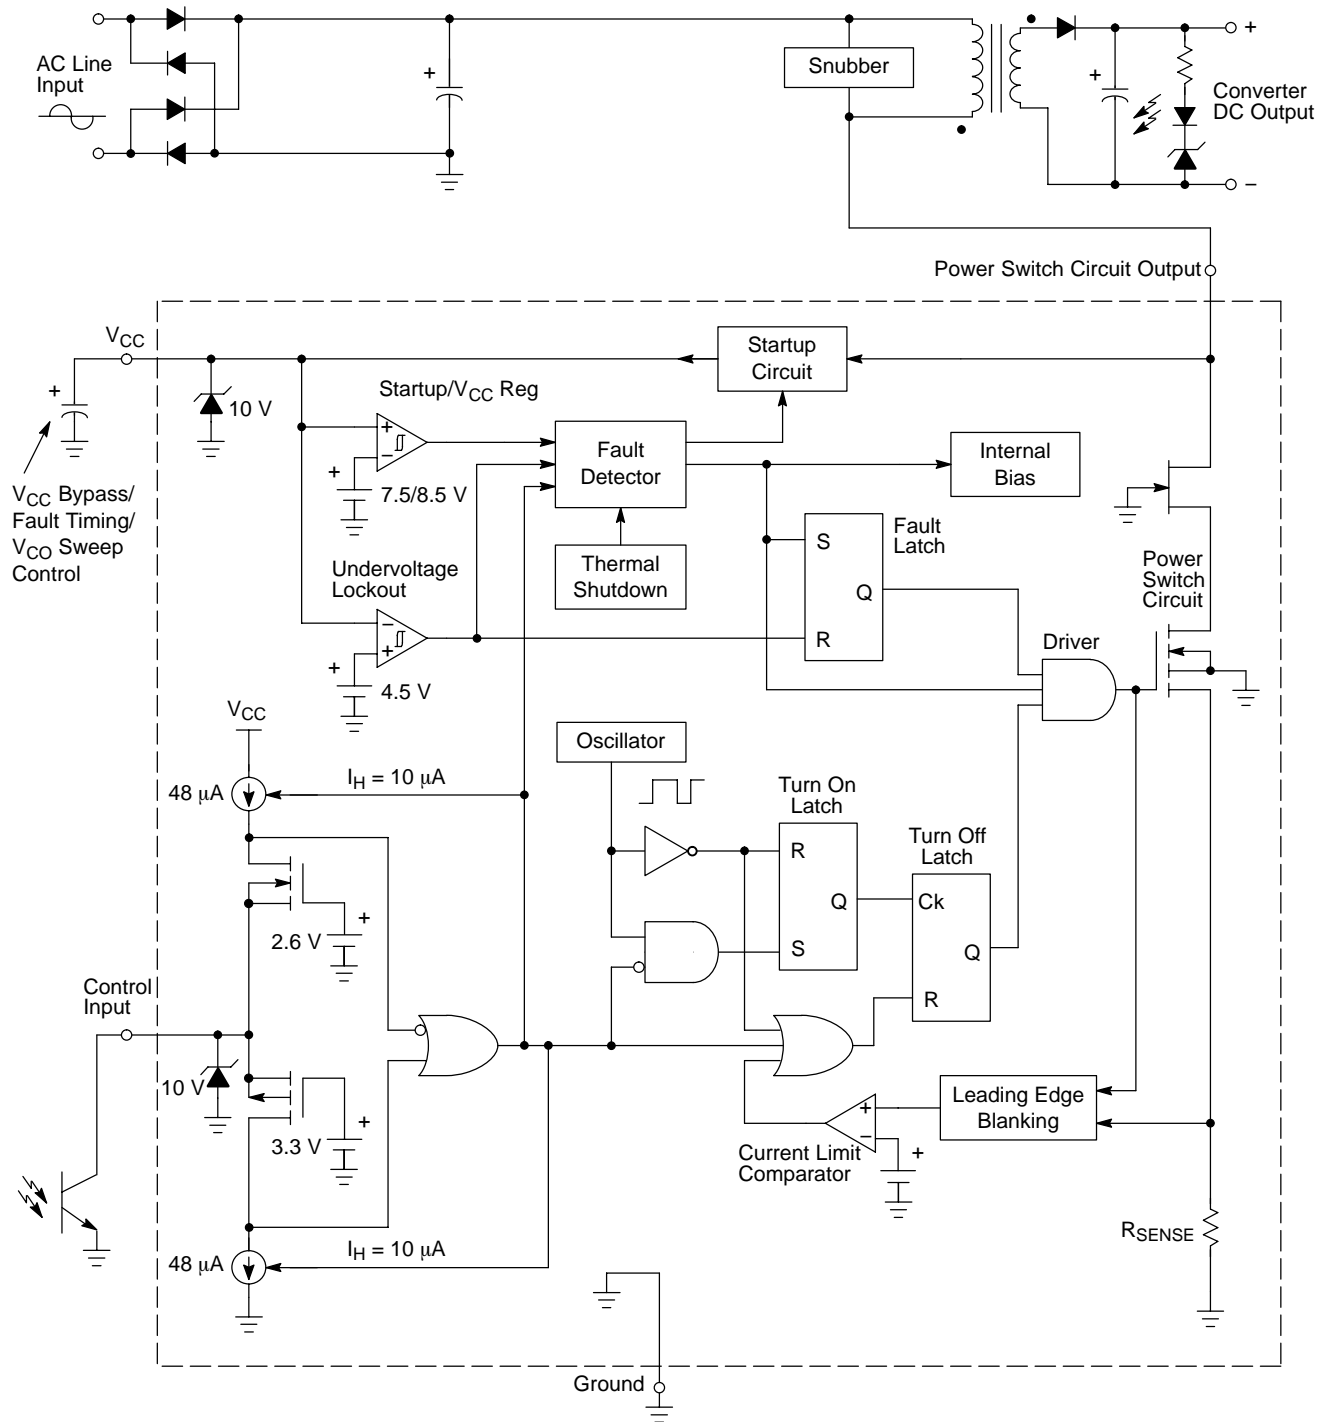 AC Line
Input
+
Snubber
+
+
Converter
DC Output
−
Power Switch Circuit Output
VCC
Startup
Circuit
+
10 V
Startup/VCC Reg
+
−
+
7.5/8.5 V
Fault
Detector
Internal
Bias
VCC Bypass/
Fault Timing/
VCO Sweep
Control
Thermal
Shutdown
S
R
Q
Fault
Latch
Power
Switch
Circuit
Undervoltage
Lockout
−
+
+
4.5 V
Driver
VCC
48 µA
IH = 10 µA
Oscillator
Turn On
Latch
R
Q
S
Turn Off
Latch
Ck
Q
R
+
2.6 V
Control
Input
10 V
+
3.3 V
Leading Edge
Blanking
+
−
+
Current Limit
Comparator
RSENSE
48 µA
IH = 10 µA
Ground